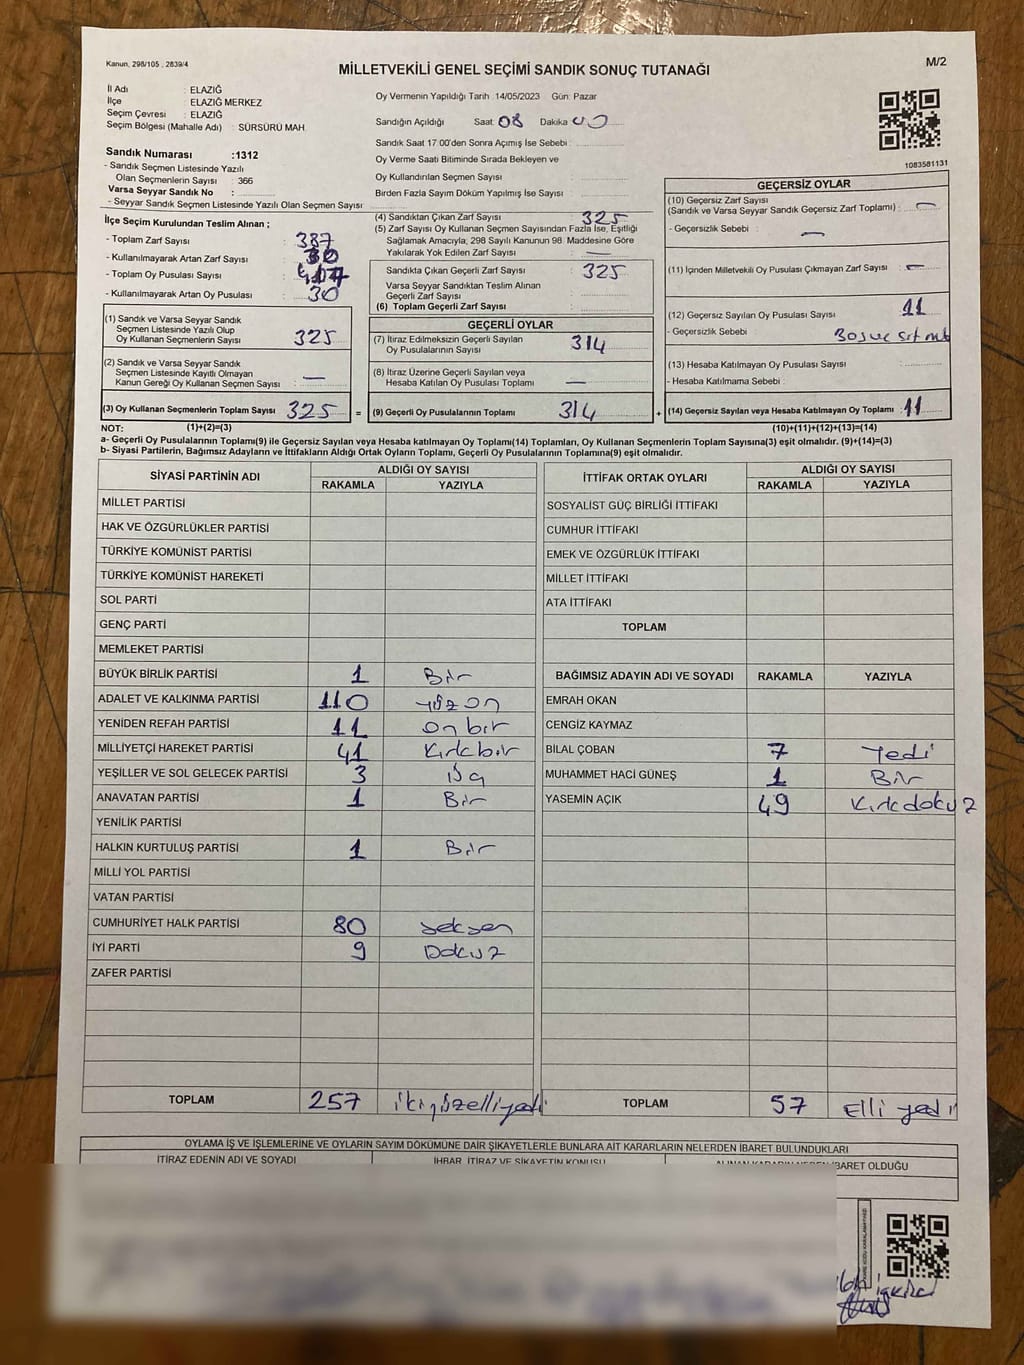 Kanun, 298/105 , 2839/4
M/2
MİLLETVEKİLİ GENEL SEÇİMİ SANDIK SONUÇ TUTANAĞI
İl Adı : ELAZIĞ
İlçe : ELAZIĞ MERKEZ
Seçim Çevresi : ELAZIĞ
Seçim Bölgesi (Mahalle Adı) : SÜRSÜRÜ MAH.
Sandık Numarası :1312
- Sandık Seçmen Listesinde Yazılı
Olan Seçmenlerin Sayısı : 366
Varsa Seyyar Sandık No :
- Seyyar Sandık Seçmen Listesinde Yazılı Olan Seçmen Sayısı
İlçe Seçim Kurulundan Teslim Alınan ;
- Toplam Zarf Sayısı : 387
- Kullanılmayarak Artan Zarf Sayısı : 30
- Toplam Oy Pusulası Sayısı :
- Kullanılmayarak Artan Oy Pusulası : 30
(1) Sandık ve Varsa Seyyar Sandık
Seçmen Listesinde Yazılı Olup
Oy Kullanan Seçmenlerin Sayısı 325
(2) Sandık ve Varsa Seyyar Sandık
Seçmen Listesinde Kayıtlı Olmayan
Kanun Gereği Oy Kullanan Seçmen Sayısı : —
(3) Oy Kullanan Seçmenlerin Toplam Sayısı 325
Oy Vermenin Yapıldığı Tarih :14/05/2023 Gün: Pazar
Sandığın Açıldığı Saat: 08 Dakika 00
Sandık Saat 17:00'den Sonra Açılmış İse Sebebi :
Oy Verme Saati Bitiminde Sırada Bekleyen ve
Oy Kullandırılan Seçmen Sayısı :
Birden Fazla Sayım Döküm Yapılmış İse Sayısı :
(4) Sandıktan Çıkan Zarf Sayısı : 325
(5) Zarf Sayısı Oy Kullanan Seçmen Sayısından Fazla İse, Eşitliği
Sağlamak Amacıyla; 298 Sayılı Kanunun 98. Maddesine Göre
Yakılarak Yok Edilen Zarf Sayısı : —
Sandıkta Çıkan Geçerli Zarf Sayısı : 325
Varsa Seyyar Sandıktan Teslim Alınan
Geçerli Zarf Sayısı
(6) Toplam Geçerli Zarf Sayısı
GEÇERLİ OYLAR
(7) İtiraz Edilmeksizin Geçerli Sayılan
Oy Pusulalarının Sayısı : 314
(8) İtiraz Üzerine Geçerli Sayılan veya
Hesaba Katılan Oy Pusulası Toplamı : —
= (9) Geçerli Oy Pusulalarının Toplamı : 314
1083581131
GEÇERSİZ OYLAR
(10) Geçersiz Zarf Sayısı
(Sandık ve Varsa Seyyar Sandık Geçersiz Zarf Toplamı) : —
- Geçersizlik Sebebi : —
(11) İçinden Milletvekili Oy Pusulası Çıkmayan Zarf Sayısı : —
(12) Geçersiz Sayılan Oy Pusulası Sayısı : 11
- Geçersizlik Sebebi :
(13) Hesaba Katılmayan Oy Pusulası Sayısı :
- Hesaba Katılmama Sebebi :
+ (14) Geçersiz Sayılan veya Hesaba Katılmayan Oy Toplamı : 11
NOT: (1)+(2)=(3) (10)+(11)+(12)+(13)=(14)
a- Geçerli Oy Pusulalarının Toplamı(9) ile Geçersiz Sayılan veya Hesaba katılmayan Oy Toplamı(14) Toplamları, Oy Kullanan Seçmenlerin Toplam Sayısına(3) eşit olmalıdır. (9)+(14)=(3)
b- Siyasi Partilerin, Bağımsız Adayların ve İttifakların Aldığı Ortak Oyların Toplamı, Geçerli Oy Pusulalarının Toplamına(9) eşit olmalıdır.
SİYASİ PARTİNİN ADI ALDIĞI OY SAYISI
RAKAMLA YAZIYLA
MİLLET PARTİSİ
HAK VE ÖZGÜRLÜKLER PARTİSİ
TÜRKİYE KOMÜNİST PARTİSİ
TÜRKİYE KOMÜNİST HAREKETİ
SOL PARTİ
GENÇ PARTİ
MEMLEKET PARTİSİ
BÜYÜK BİRLİK PARTİSİ 1 Bir
ADALET VE KALKINMA PARTİSİ 110 yüzon
YENİDEN REFAH PARTİSİ 11 onbir
MİLLİYETÇİ HAREKET PARTİSİ 41 kırkbir
YEŞİLLER VE SOL GELECEK PARTİSİ 3 üç
ANAVATAN PARTİSİ 1 Bir
YENİLİK PARTİSİ
HALKIN KURTULUŞ PARTİSİ 1 Bir
MİLLİ YOL PARTİSİ
VATAN PARTİSİ
CUMHURİYET HALK PARTİSİ 80 seksen
İYİ PARTİ 9 Dokuz
ZAFER PARTİSİ
TOPLAM 257 ikiyüzelliyedi
İTTİFAK ORTAK OYLARI ALDIĞI OY SAYISI
RAKAMLA YAZIYLA
SOSYALİST GÜÇ BİRLİĞİ İTTİFAKI
CUMHUR İTTİFAKI
EMEK VE ÖZGÜRLÜK İTTİFAKI
MİLLET İTTİFAKI
ATA İTTİFAKI
TOPLAM
BAĞIMSIZ ADAYIN ADI VE SOYADI RAKAMLA YAZIYLA
EMRAH OKAN
CENGİZ KAYMAZ
BİLAL ÇOBAN 7 Yedi
MUHAMMET HACİ GÜNEŞ 1 Bir
YASEMİN AÇIK 49 kırkdokuz
TOPLAM 57 Elli yedi
OYLAMA İŞ VE İŞLEMLERİNE VE OYLARIN SAYIM DÖKÜMÜNE DAİR ŞİKAYETLERLE BUNLARA AİT KARARLARIN NELERDEN İBARET BULUNDUKLARI
İTİRAZ EDENİN ADI VE SOYADI İHBAR, İTİRAZ VE ŞİKAYETİN KONUSU ALINAN KARARIN NEDEN İBARET OLDUĞU